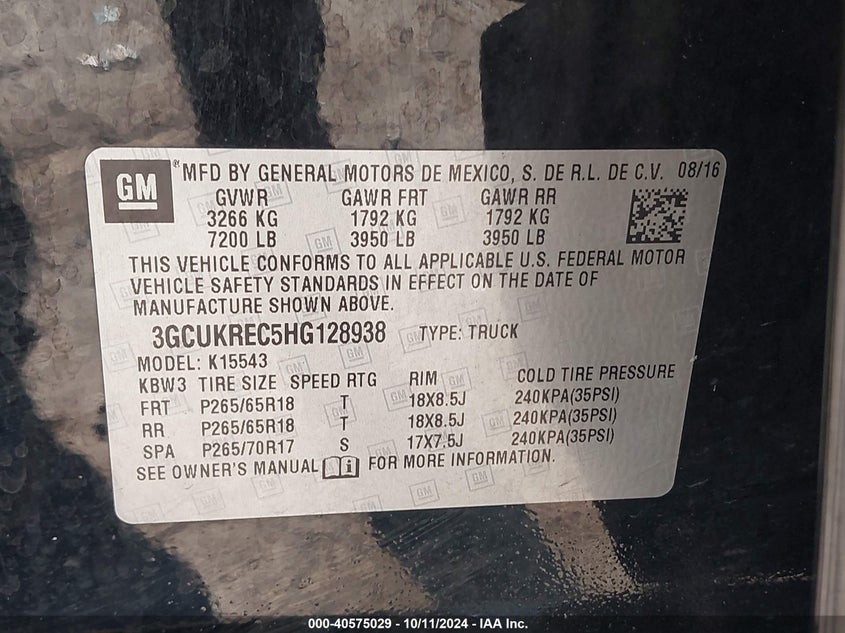 GM
® MFD BY GENERAL MOTORS DE MEXICO, S. DE R.L. DE C.V. 08/16
GVWR GAWR FRT GAWR RR
3266 KG 1792 KG 1792 KG
7200 LB 3950 LB 3950 LB
THIS VEHICLE CONFORMS TO ALL APPLICABLE U.S. FEDERAL MOTOR
VEHICLE SAFETY STANDARDS IN EFFECT ON THE DATE OF
MANUFACTURE SHOWN ABOVE.
3GCUKREC5HG128938 TYPE: TRUCK
MODEL: K15543
KBW3 TIRE SIZE SPEED RTG RIM COLD TIRE PRESSURE
FRT P265/65R18 T 18X8.5J 240KPA(35PSI)
RR P265/65R18 T 18X8.5J 240KPA(35PSI)
SPA P265/70R17 S 17X7.5J 240KPA(35PSI)
SEE OWNER'S MANUAL FOR MORE INFORMATION.
000-40575029 - 10/11/2024 - IAA Inc.